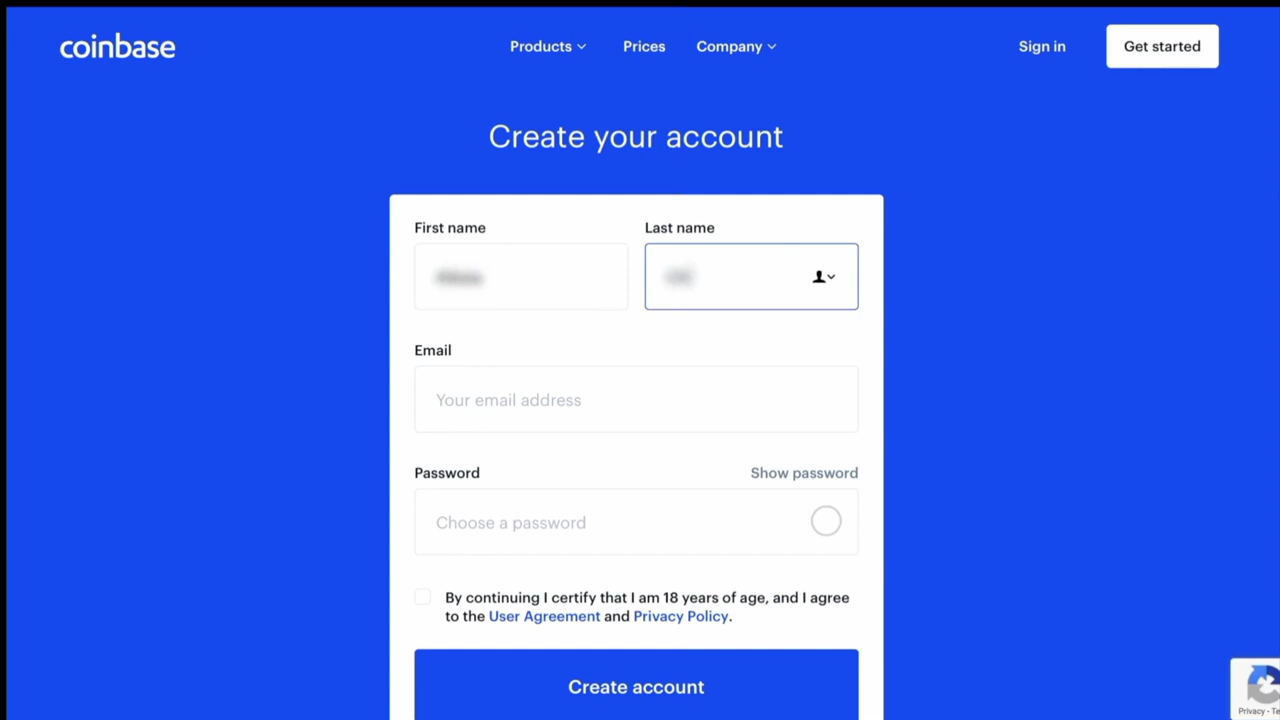 coinbase
Products
Prices
Company
Sign in
Get started
Create your account
First name
Last name
Email
Your email address
Password
Show password
Choose a password
By continuing I certify that I am 18 years of age, and I agree
to the User Agreement and Privacy Policy.
Create account
Privacy - Te